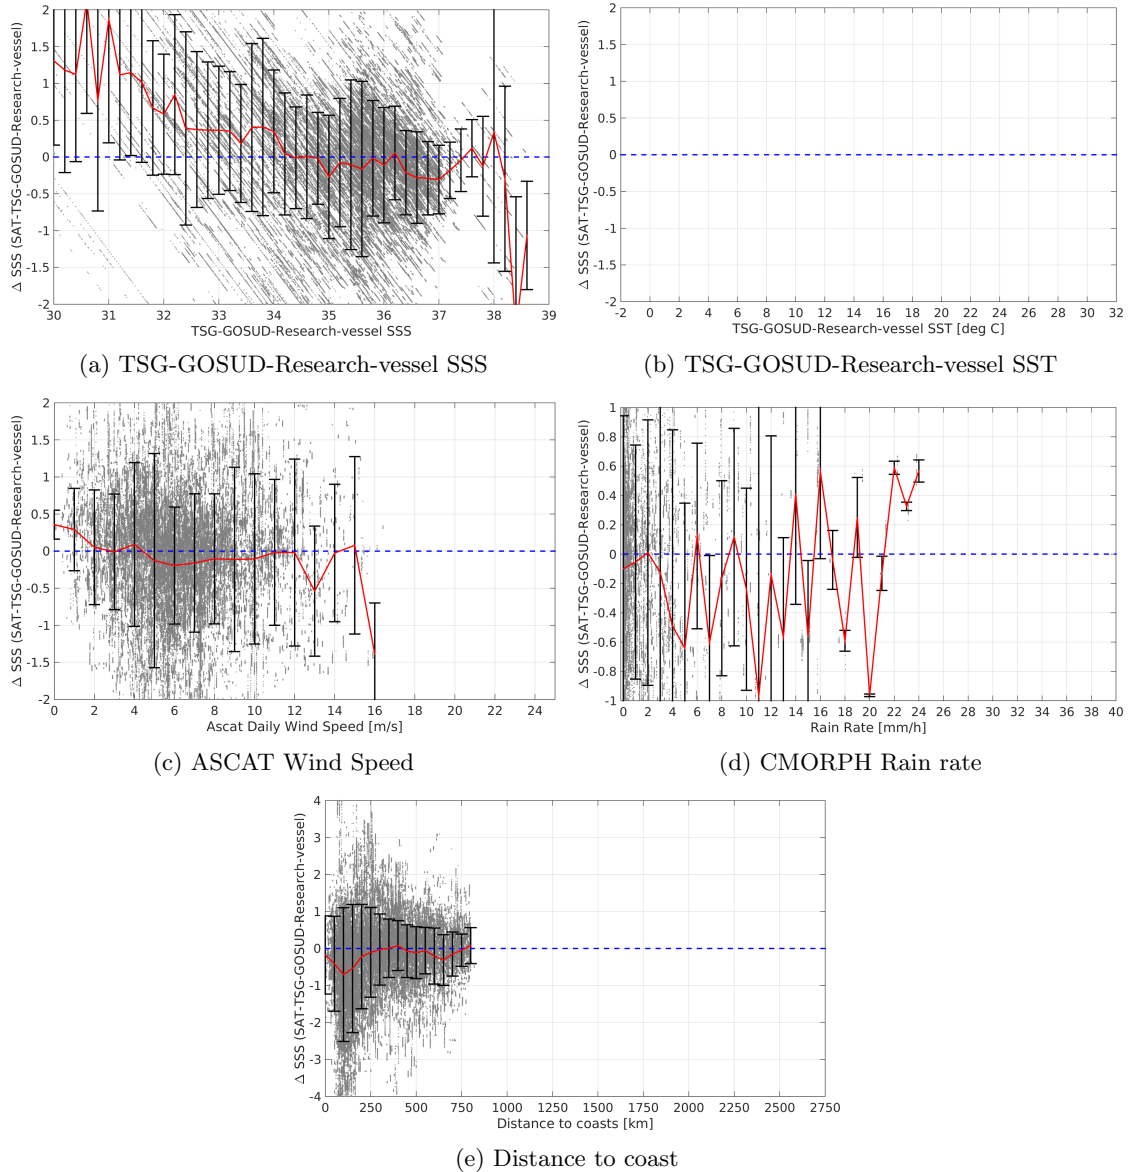 Δ SSS (SAT-TSG-GOSUD-Research-vessel)
2
1.5
1
0.5
0
-0.5
-1
-1.5
-2
30 31 32 33 34 35 36 37 38 39
TSG-GOSUD-Research-vessel SSS
(a) TSG-GOSUD-Research-vessel SSS
Δ SSS (SAT-TSG-GOSUD-Research-vessel)
2
1.5
1
0.5
0
-0.5
-1
-1.5
-2
-2 0 2 4 6 8 10 12 14 16 18 20 22 24 26 28 30 32
TSG-GOSUD-Research-vessel SST [deg C]
(b) TSG-GOSUD-Research-vessel SST
Δ SSS (SAT-TSG-GOSUD-Research-vessel)
2
1.5
1
0.5
0
-0.5
-1
-1.5
-2
0 2 4 6 8 10 12 14 16 18 20 22 24
Ascat Daily Wind Speed [m/s]
(c) ASCAT Wind Speed
Δ SSS (SAT-TSG-GOSUD-Research-vessel)
1
0.8
0.6
0.4
0.2
0
-0.2
-0.4
-0.6
-0.8
-1
0 2 4 6 8 10 12 14 16 18 20 22 24 26 28 30 32 34 36 38 40
Rain Rate [mm/h]
(d) CMORPH Rain rate
Δ SSS (SAT-TSG-GOSUD-Research-vessel)
4
3
2
1
0
-1
-2
-3
-4
0 250 500 750 1000 1250 1500 1750 2000 2250 2500 2750
Distance to coasts [km]
(e) Distance to coast